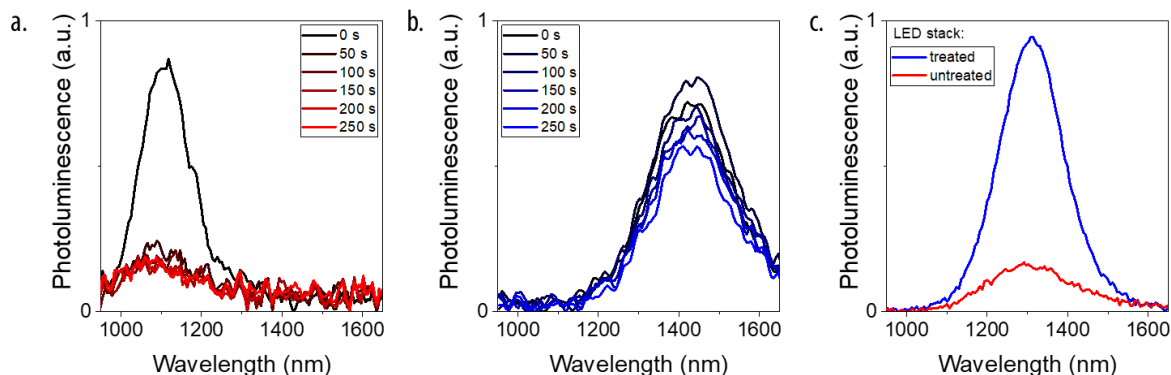 a.
Photoluminescence (a.u.)
1
0
0 s
50 s
100 s
150 s
200 s
250 s
1000
1200
1400
1600
Wavelength (nm)
b.
Photoluminescence (a.u.)
1
0
0 s
50 s
100 s
150 s
200 s
250 s
1000
1200
1400
1600
Wavelength (nm)
c.
Photoluminescence (a.u.)
1
0
LED stack:
treated
untreated
1000
1200
1400
1600
Wavelength (nm)